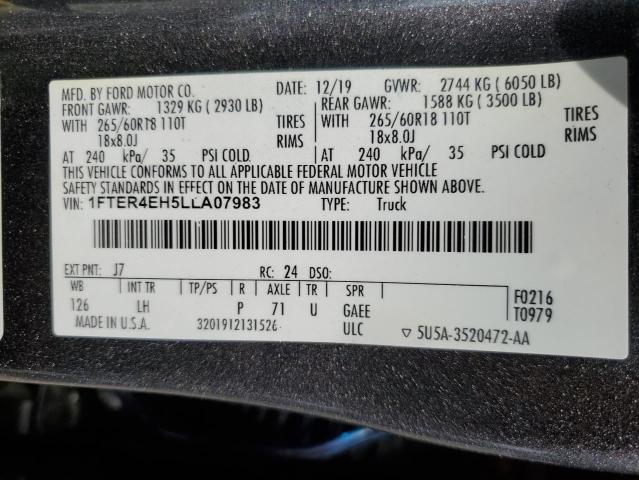 MFD. BY FORD MOTOR CO. DATE: 12/19 GVWR: 2744 KG ( 6050 LB)
FRONT GAWR: 1329 KG ( 2930 LB) REAR GAWR: 1588 KG ( 3500 LB)
WITH 265/60R18 110T TIRES WITH 265/60R18 110T TIRES
18x8.0J RIMS 18x8.0J RIMS
AT 240 kPa/ 35 PSI COLD AT 240 kPa/ 35 PSI COLD
THIS VEHICLE CONFORMS TO ALL APPLICABLE FEDERAL MOTOR VEHICLE
SAFETY STANDARDS IN EFFECT ON THE DATE OF MANUFACTURE SHOWN ABOVE.
VIN: 1FTER4EH5LLA07983 TYPE: Truck
EXT PNT: J7 RC: 24 DSO:
WB INT TR TP/PS R AXLE TR SPR
126 LH P 71 U GAEE
F0216
T0979
MADE IN U.S.A. 3201912131526 ULC ▽ 5U5A-3520472-AA